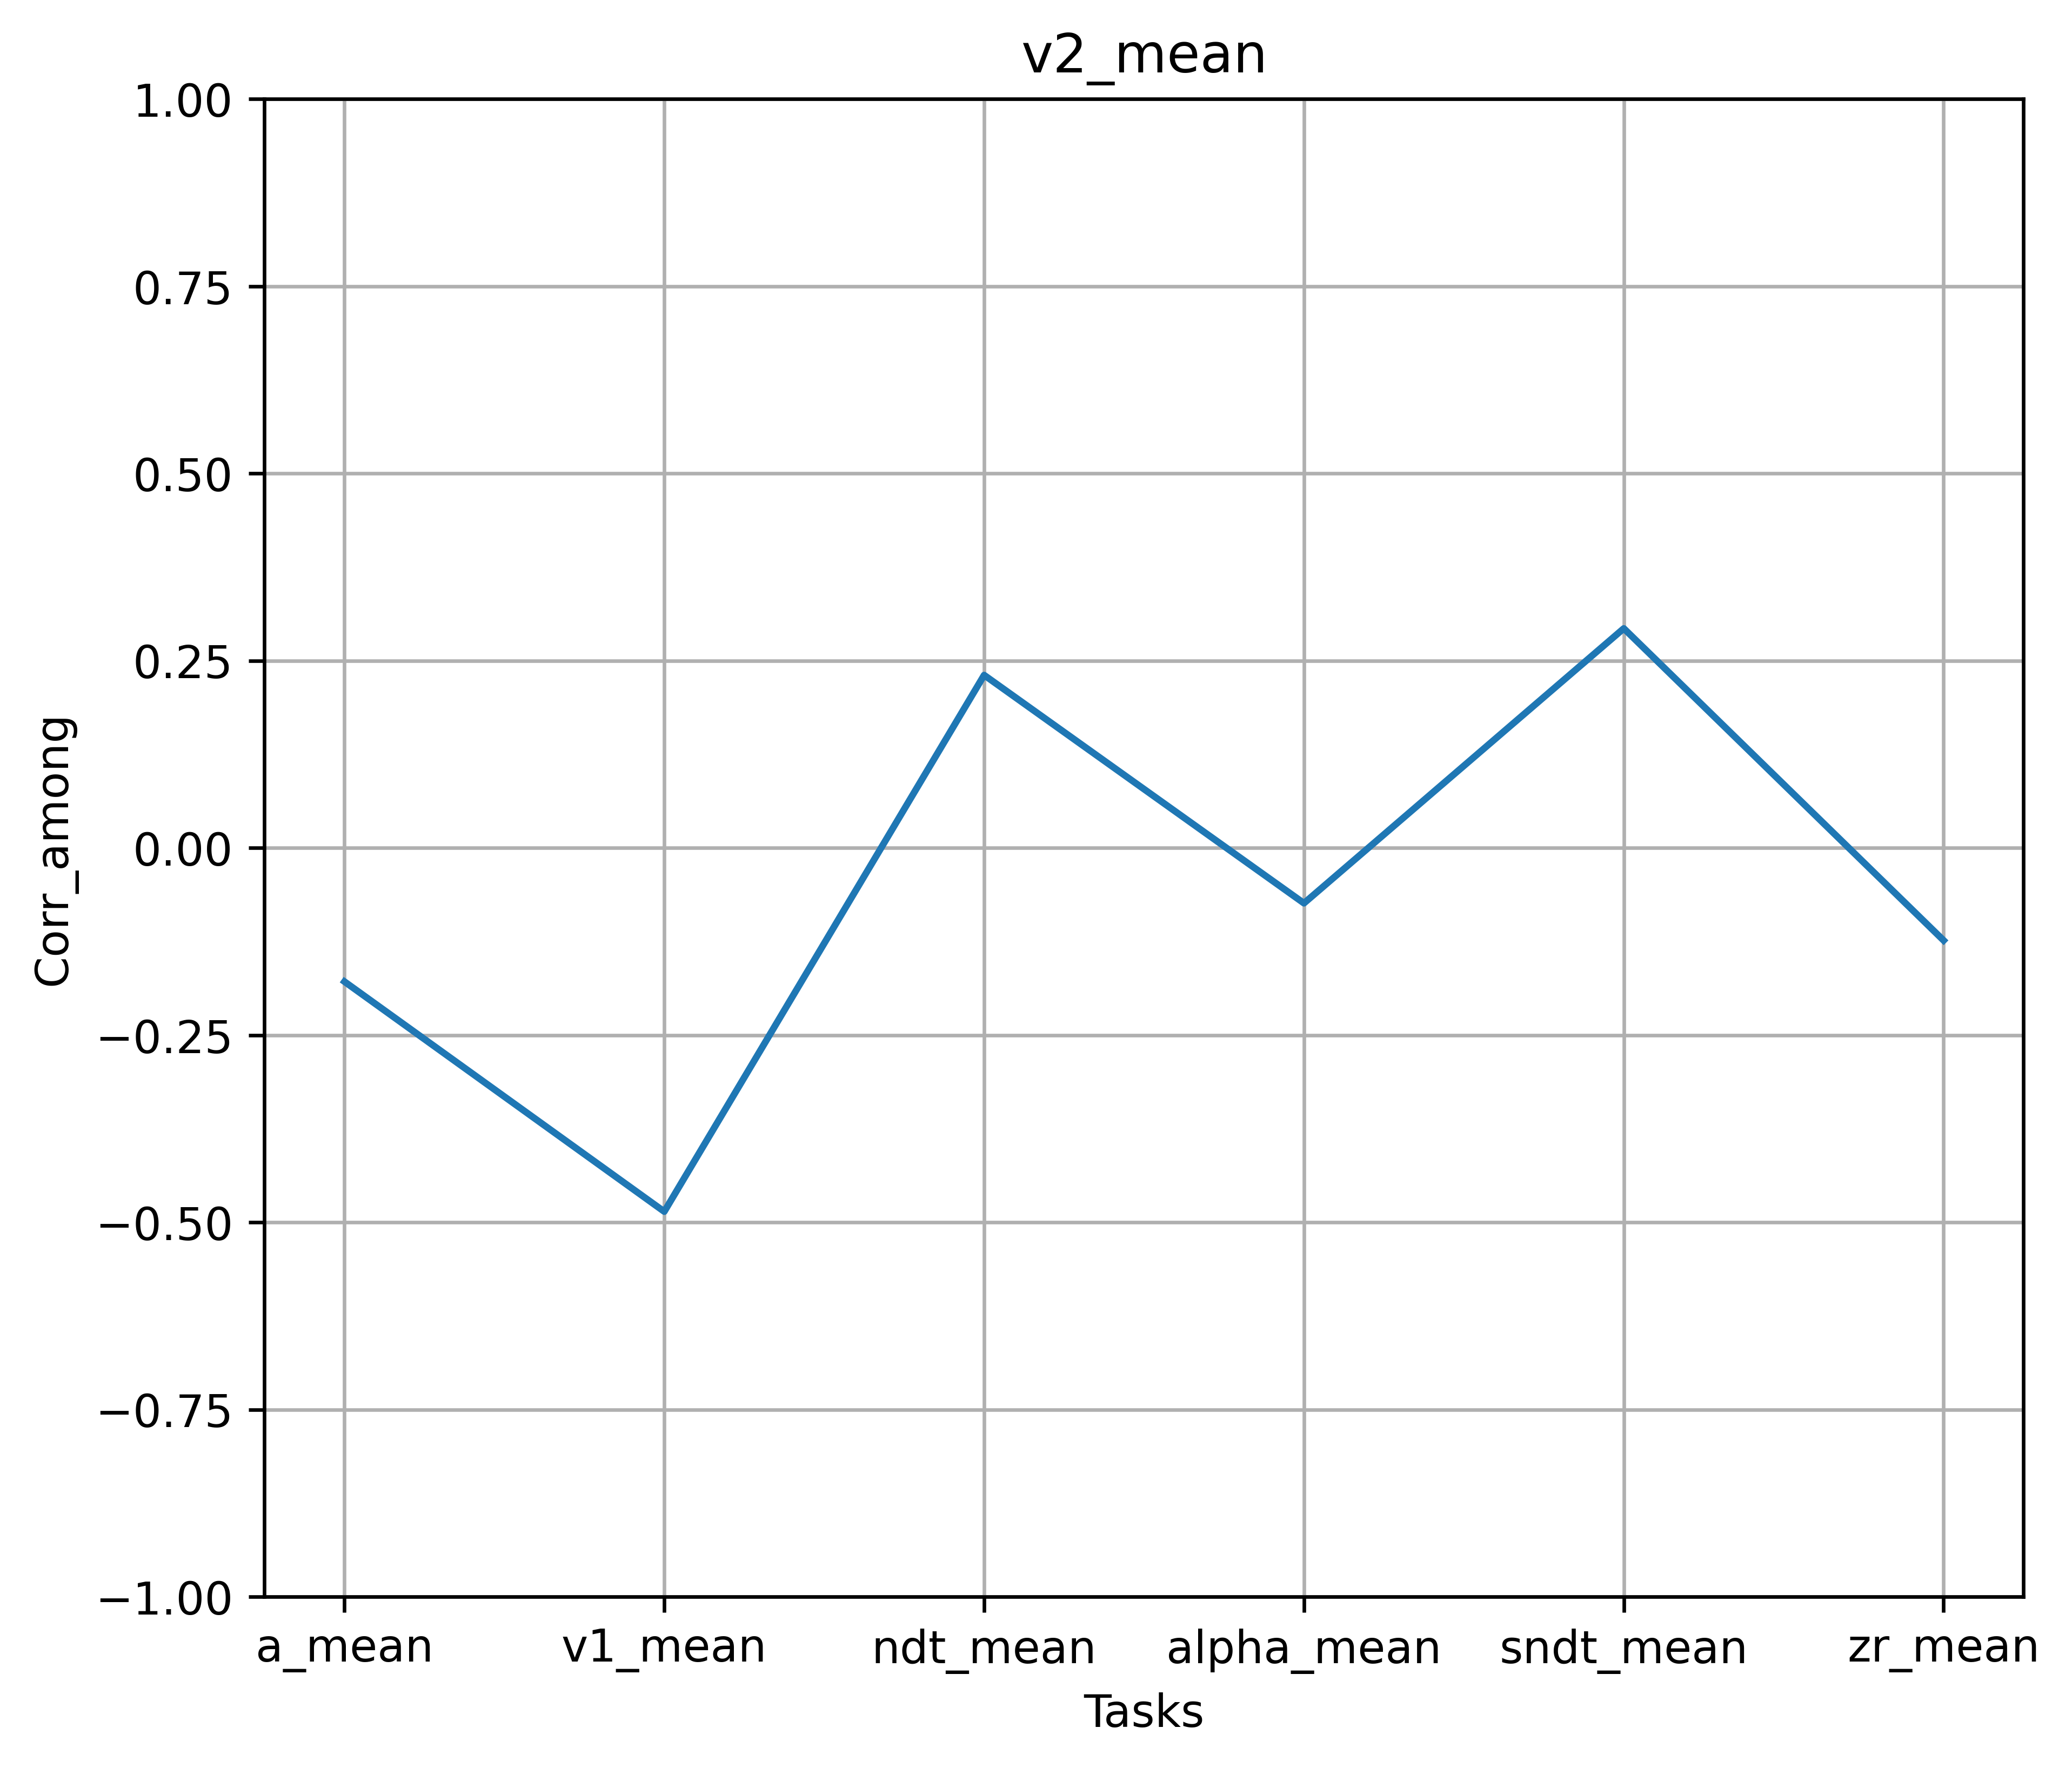 v2_mean
1.00
0.75
0.50
0.25
0.00
−0.25
−0.50
−0.75
−1.00
Corr_among
a_mean v1_mean ndt_mean alpha_mean sndt_mean zr_mean
Tasks